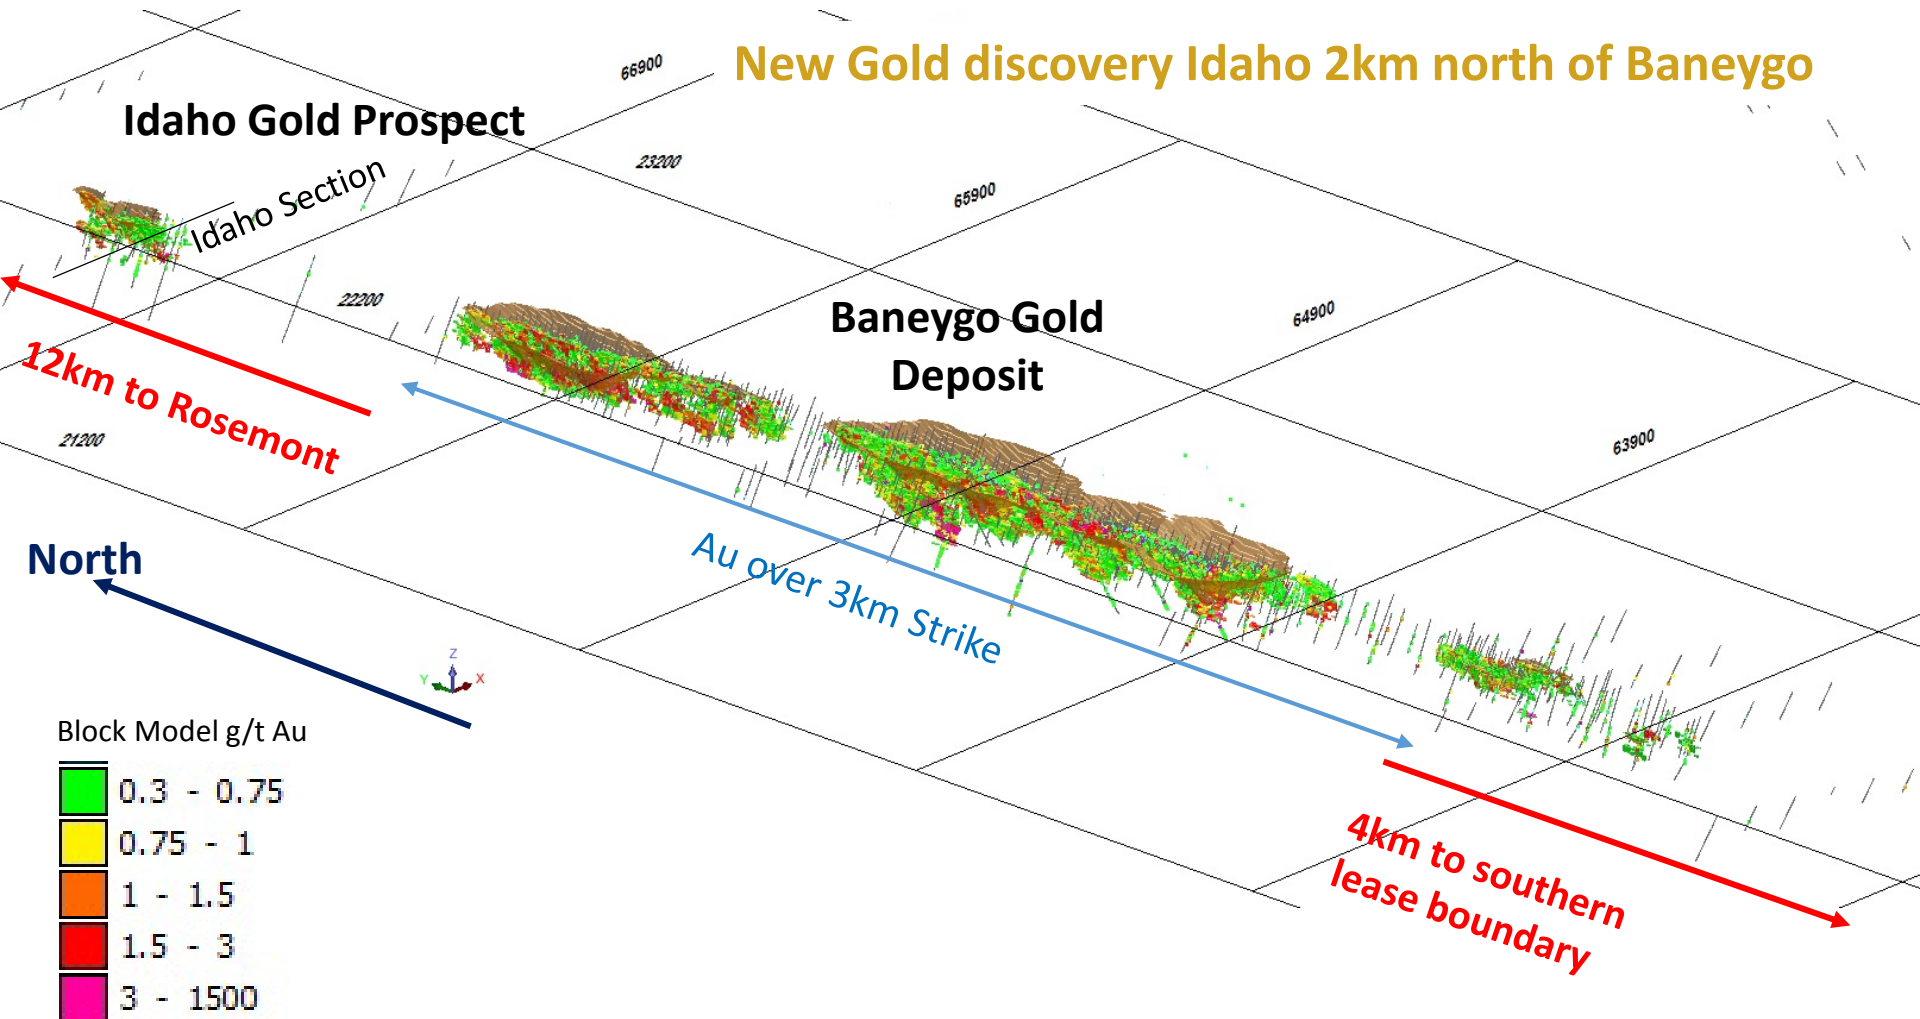 New Gold discovery Idaho 2km north of Baneygo
66900
Idaho Gold Prospect
23200
Idaho Section
65900
22200
Baneygo Gold
Deposit
64900
12km to Rosemont
21200
63900
North
Au over 3km Strike
Z
Y
X
Block Model g/t Au
0.3 - 0.75
0.75 - 1
1 - 1.5
1.5 - 3
3 - 1500
4km to southern
lease boundary